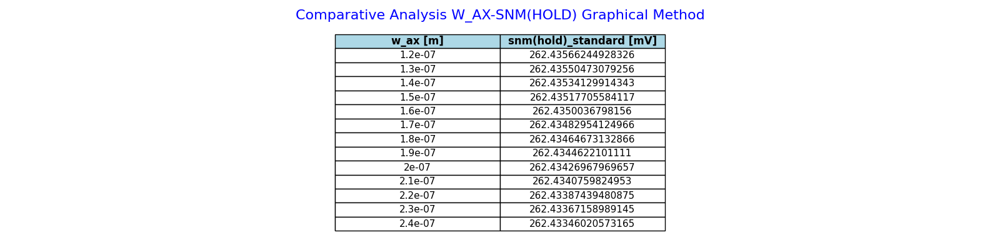 Comparative Analysis W_AX-SNM(HOLD) Graphical Method
w_ax [m] snm(hold)_standard [mV]
1.2e-07 262.43566244928326
1.3e-07 262.43550473079256
1.4e-07 262.43534129914343
1.5e-07 262.43517705584117
1.6e-07 262.4350036798156
1.7e-07 262.43482954124966
1.8e-07 262.43464673132866
1.9e-07 262.4344622101111
2e-07 262.43426967969657
2.1e-07 262.4340759824953
2.2e-07 262.43387439480875
2.3e-07 262.43367158989145
2.4e-07 262.43346020573165